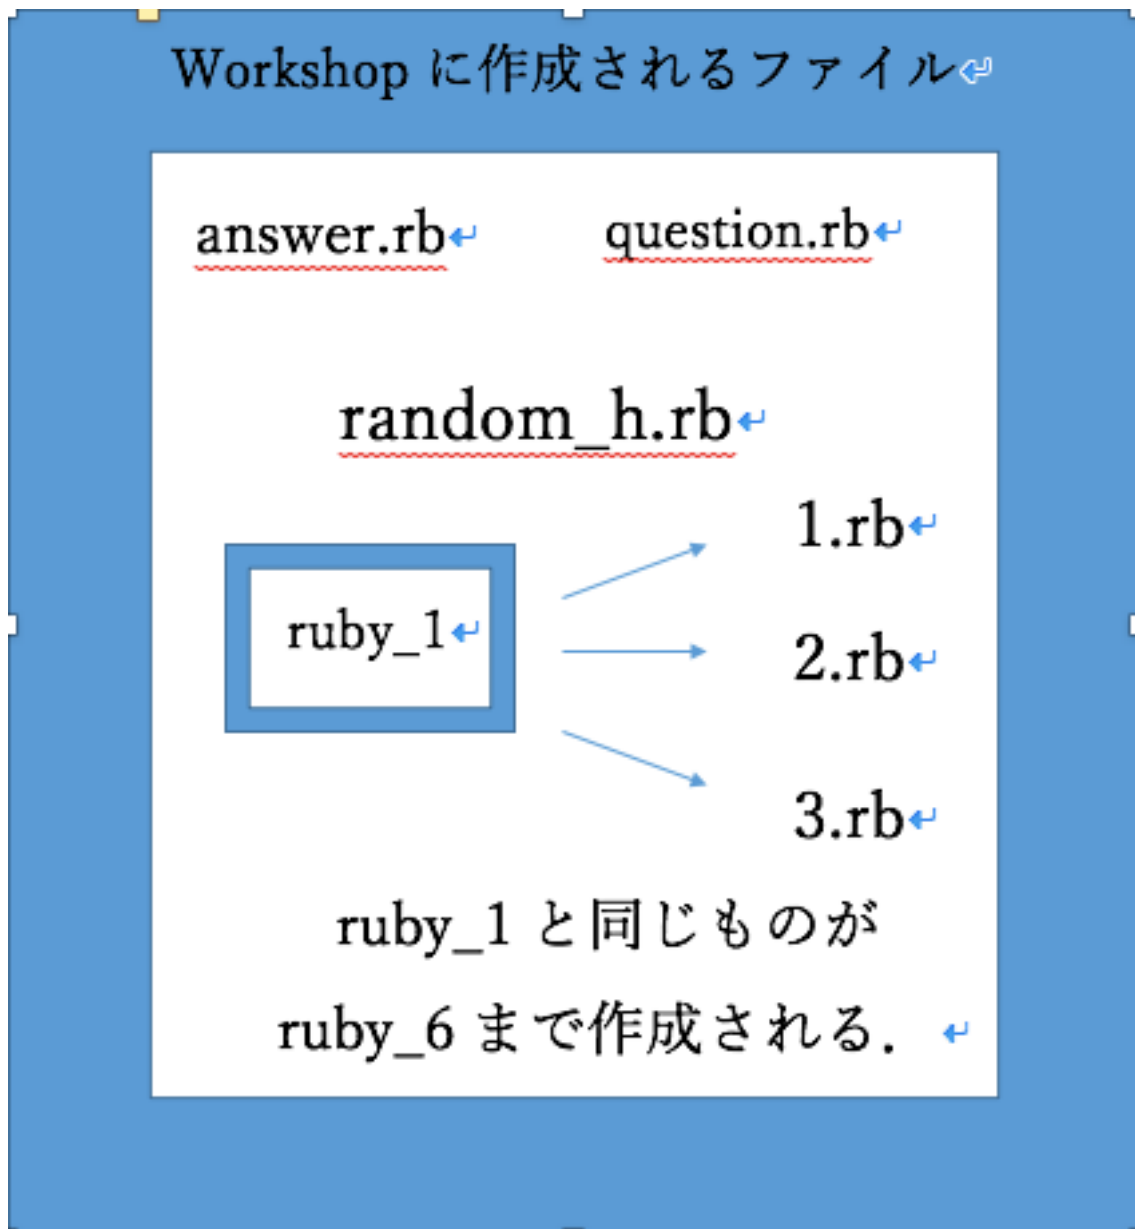 Workshop に作成されるファイル
answer.rb
question.rb
random_h.rb
1.rb
ruby_1
2.rb
3.rb
ruby_1 と同じものが
ruby_6 まで作成される．